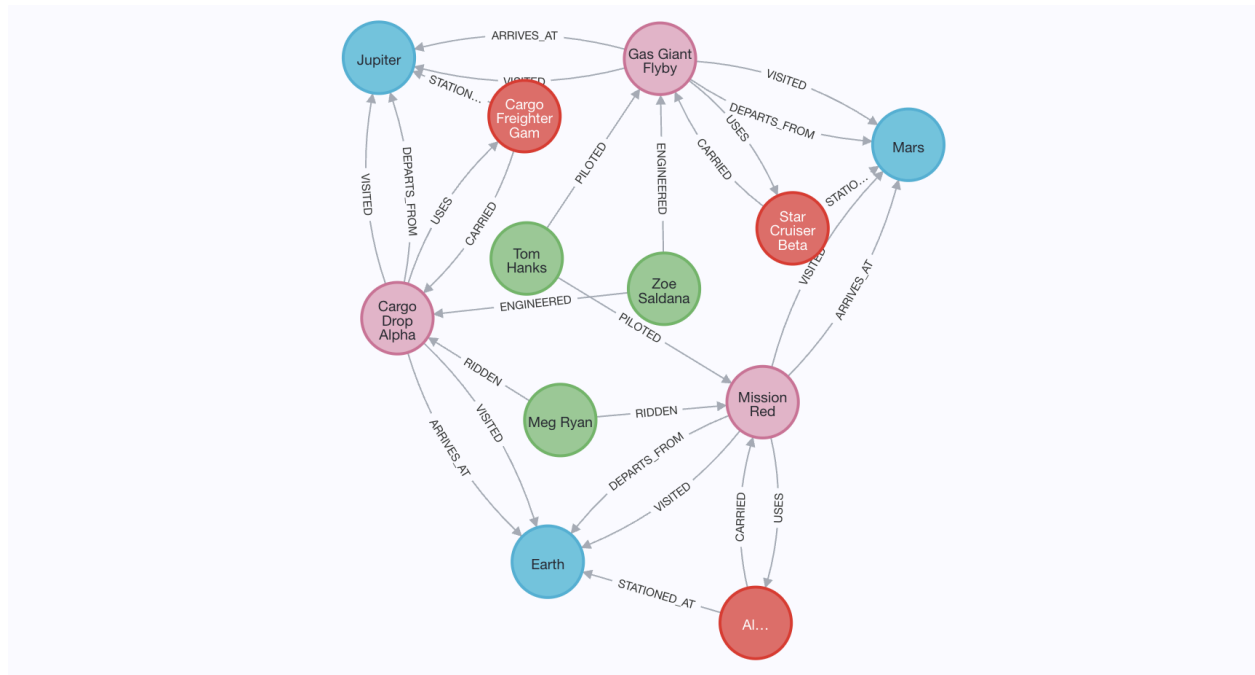 ARRIVES_AT
Jupiter
Gas Giant
Flyby
VISITED
VISITED
STATION...
Cargo
Freighter
Gam
DEPARTS_FROM
USES
CARRIED
Mars
PILOTED
ENGINEERED
VISITED
DEPARTS_FROM
USES
CARRIED
STATIO...
Star
Cruiser
Beta
VISITED
ARRIVES_AT
Tom
Hanks
Zoe
Saldana
ENGINEERED
PILOTED
Cargo
Drop
Alpha
RIDDEN
Meg Ryan
RIDDEN
Mission
Red
ARRIVES_AT
VISITED
DEPARTS_FROM
VISITED
CARRIED
USES
Earth
STATIONED_AT
Al...